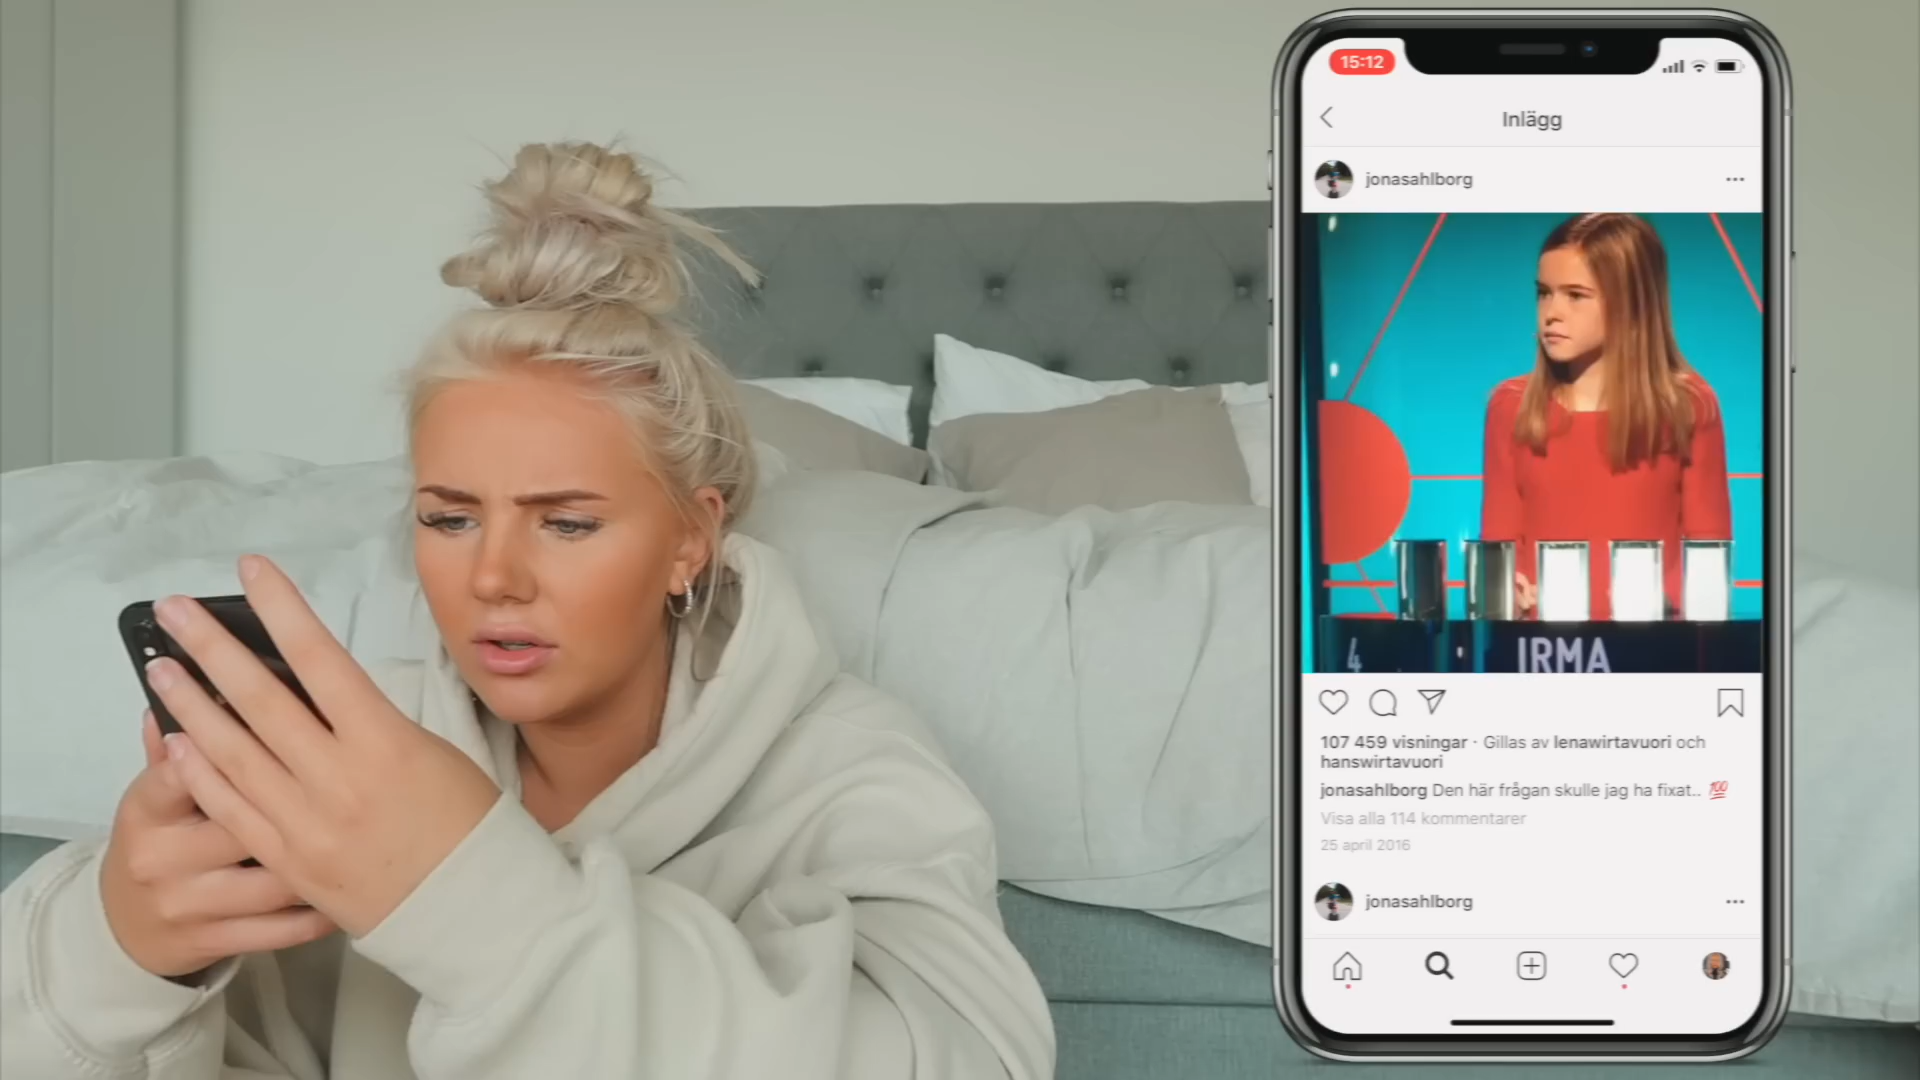 15:12
Inlägg
jonasahlborg
4 IRMA
107 459 visningar · Gillas av lenawirtavuori och
hanswirtavuori
jonasahlborg Den här frågan skulle jag ha fixat.. 💯
Visa alla 114 kommentarer
25 april 2016
jonasahlborg